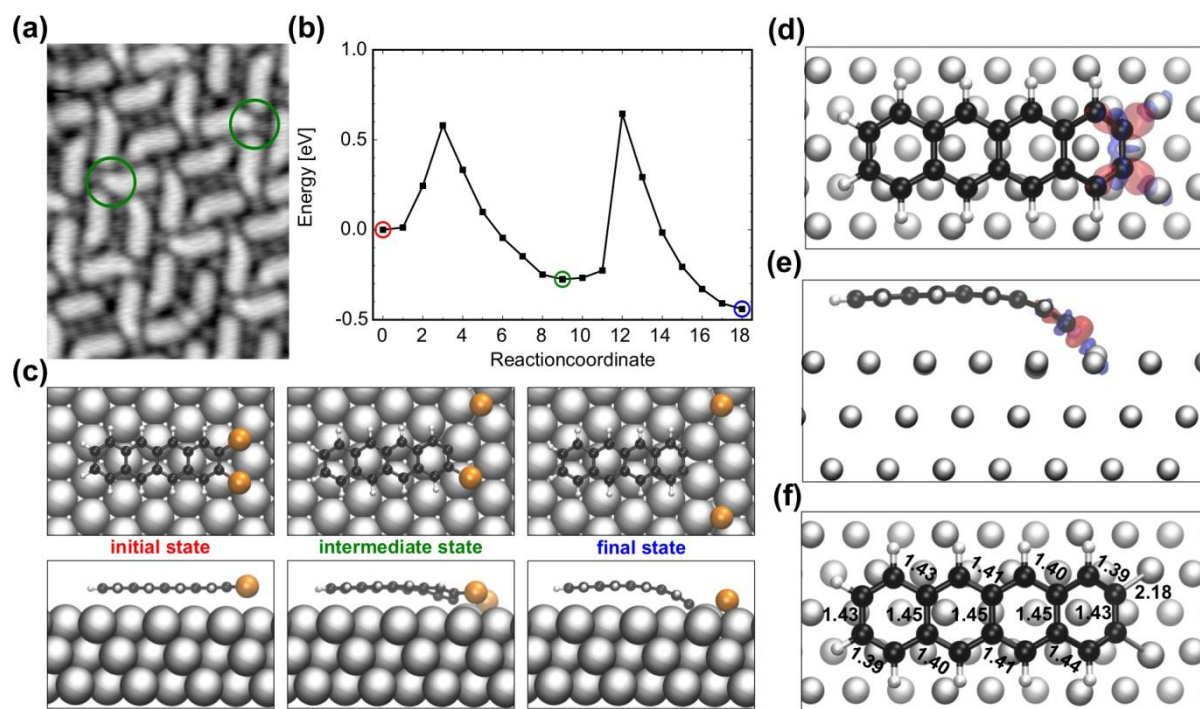 (a)
(b)
1.0
0.5
0.0
-0.5
Energy [eV]
0 2 4 6 8 10 12 14 16 18
Reactioncoordinate
(c)
initial state
intermediate state
final state
(d)
(e)
(f)
1.43 1.41 1.40 1.39
2.18
1.43 1.45 1.45 1.45 1.43
1.39 1.40 1.41 1.44